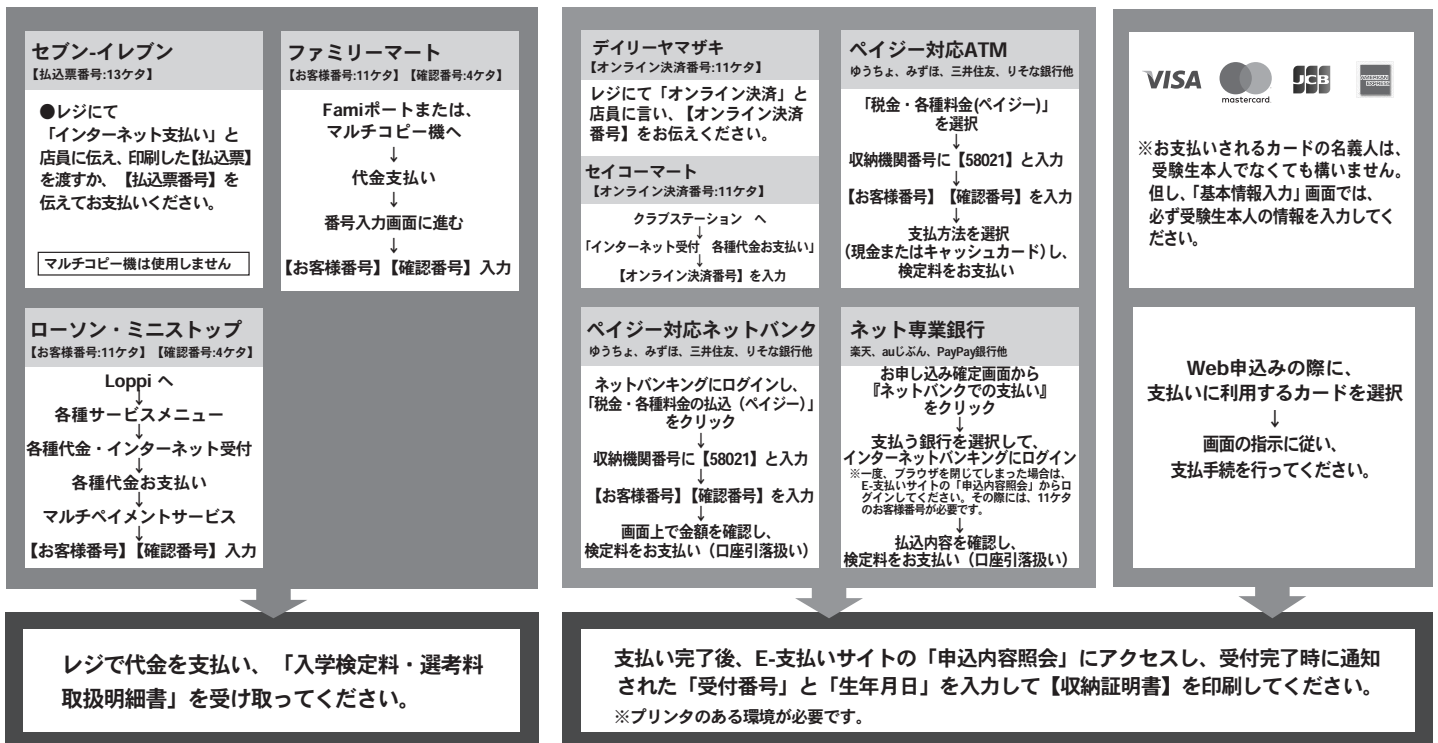 セブン-イレブン
【払込票番号:13ケタ】
●レジにて
「インターネット支払い」と
店員に伝え、印刷した【払込票】
を渡すか、【払込票番号】を
伝えてお支払いください。
マルチコピー機は使用しません
ファミリーマート
【お客様番号:11ケタ】【確認番号:4ケタ】
Famiポートまたは、
マルチコピー機へ
↓
代金支払い
↓
番号入力画面に進む
↓
【お客様番号】【確認番号】入力
ローソン・ミニストップ
【お客様番号:11ケタ】【確認番号:4ケタ】
Loppi へ
↓
各種サービスメニュー
↓
各種代金・インターネット受付
↓
各種代金お支払い
↓
マルチペイメントサービス
↓
【お客様番号】【確認番号】入力
レジで代金を支払い、「入学検定料・選考料
取扱明細書」を受け取ってください。
デイリーヤマザキ
【オンライン決済番号:11ケタ】
レジにて「オンライン決済」と
店員に言い、【オンライン決済
番号】をお伝えください。
セイコーマート
【オンライン決済番号:11ケタ】
クラブステーション へ
↓
「インターネット受付 各種代金お支払い」
↓
【オンライン決済番号】を入力
ペイジー対応ATM
ゆうちょ、みずほ、三井住友、りそな銀行他
「税金・各種料金(ペイジー)」
を選択
↓
収納機関番号に【58021】と入力
↓
【お客様番号】【確認番号】を入力
↓
支払方法を選択
(現金またはキャッシュカード)し、
検定料をお支払い
ペイジー対応ネットバンク
ゆうちょ、みずほ、三井住友、りそな銀行他
ネットバンキングにログインし、
「税金・各種料金の払込(ペイジー)」
をクリック
↓
収納機関番号に【58021】と入力
↓
【お客様番号】【確認番号】を入力
↓
画面上で金額を確認し、
検定料をお支払い(口座引落扱い)
ネット専業銀行
楽天、auじぶん、PayPay銀行他
お申し込み確定画面から
『ネットバンクでの支払い』
をクリック
↓
支払う銀行を選択して、
インターネットバンキングにログイン
※一度、ブラウザを閉じてしまった場合は、
E-支払いサイトの「申込内容照会」からロ
グインしてください。その際には、11ケタ
のお客様番号が必要です。
↓
払込内容を確認し、
検定料をお支払い(口座引落扱い)
VISA
mastercard.
JCB
AMERICAN
EXPRESS
※お支払いされるカードの名義人は、
受験生本人でなくても構いません。
但し、「基本情報入力」画面では、
必ず受験生本人の情報を入力してく
ださい。
Web申込みの際に、
支払いに利用するカードを選択
↓
画面の指示に従い、
支払手続を行ってください。
支払い完了後、E-支払いサイトの「申込内容照会」にアクセスし、受付完了時に通知
された「受付番号」と「生年月日」を入力して【収納証明書】を印刷してください。
※プリンタのある環境が必要です。